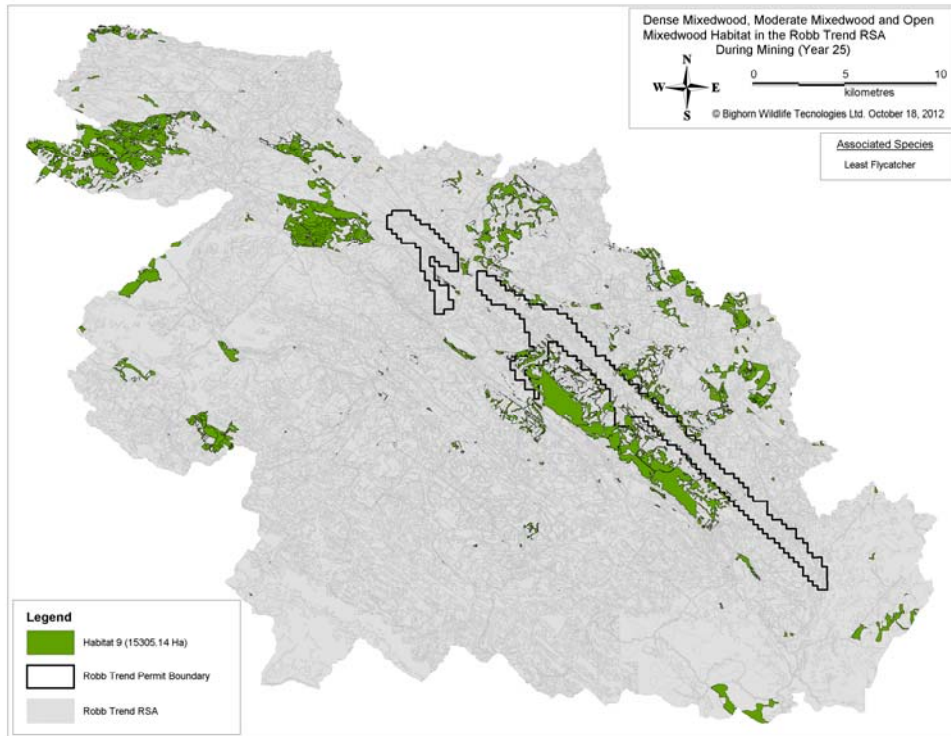 Dense Mixedwood, Moderate Mixedwood and Open
Mixedwood Habitat in the Robb Trend RSA
During Mining (Year 25)
N
W E
S
0 5 10
kilometres
© Bighorn Wildlife Tecnologies Ltd. October 18, 2012
Associated Species
Least Flycatcher
Legend
Habitat 9 (15305.14 Ha)
Robb Trend Permit Boundary
Robb Trend RSA